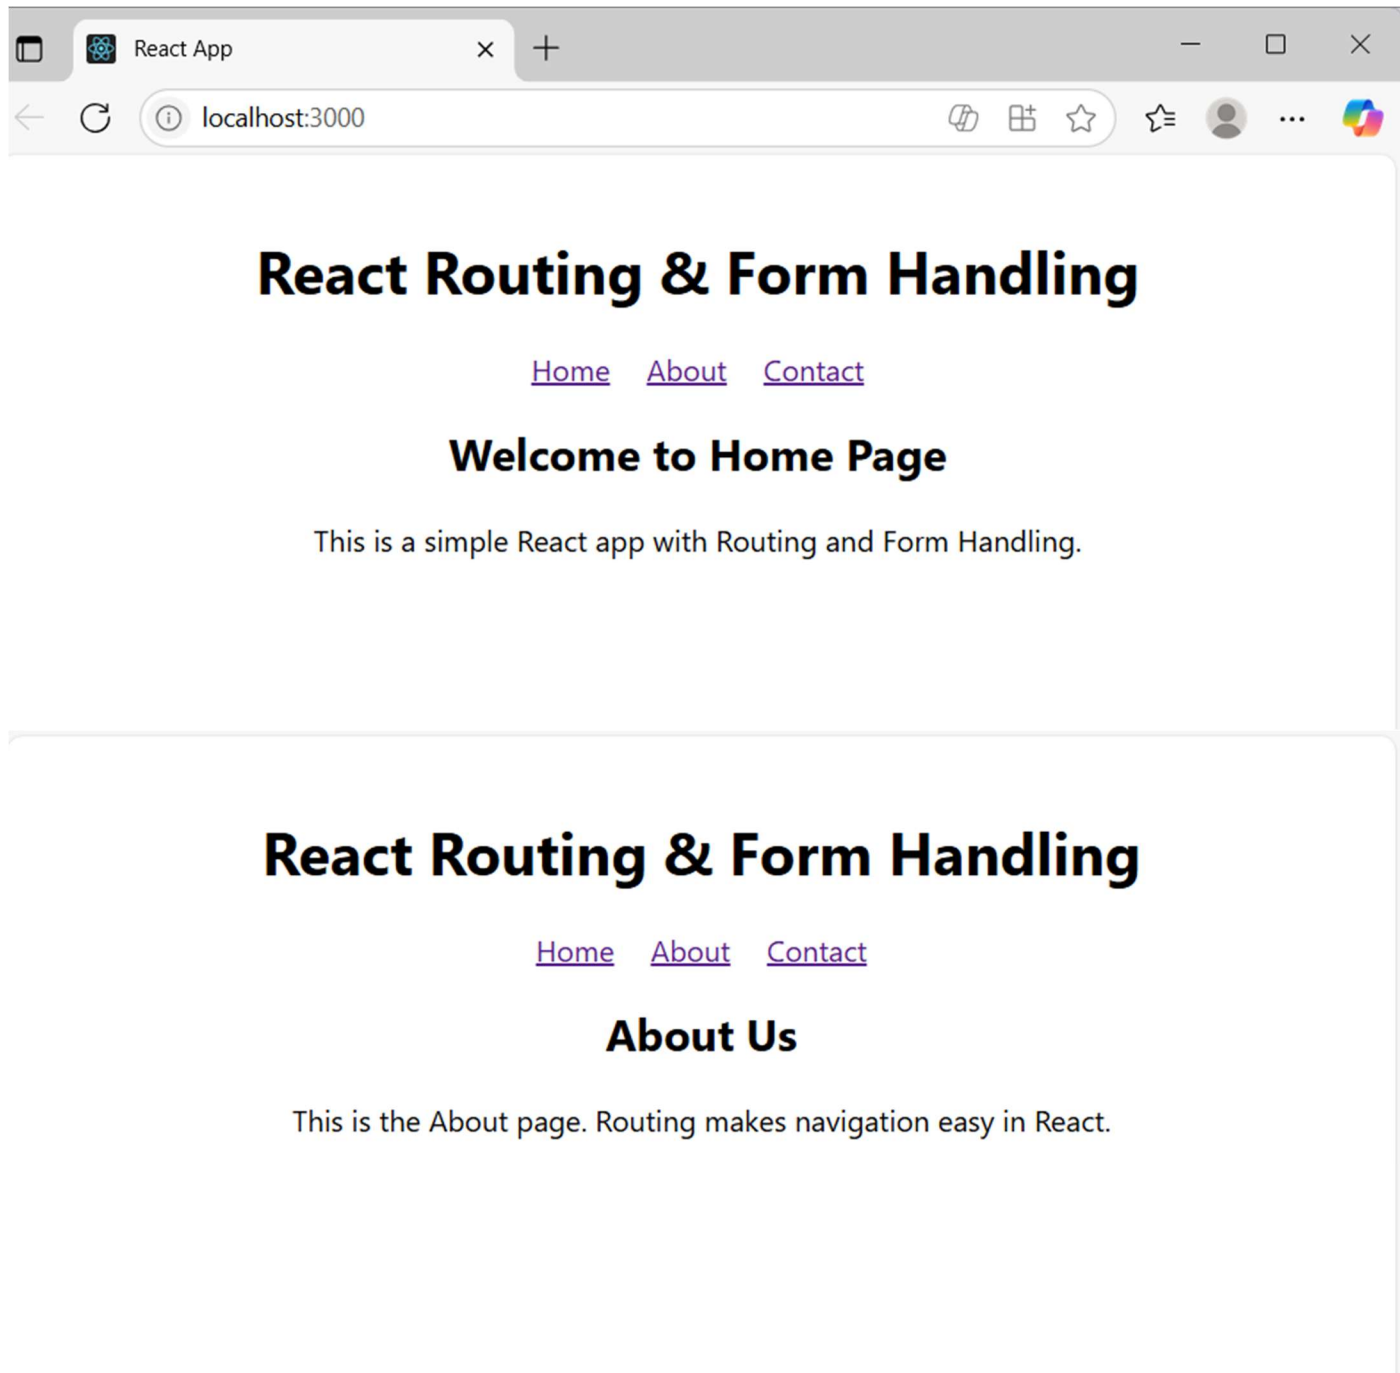 React App
localhost:3000
React Routing & Form Handling
Home About Contact
Welcome to Home Page
This is a simple React app with Routing and Form Handling.
React Routing & Form Handling
Home About Contact
About Us
This is the About page. Routing makes navigation easy in React.